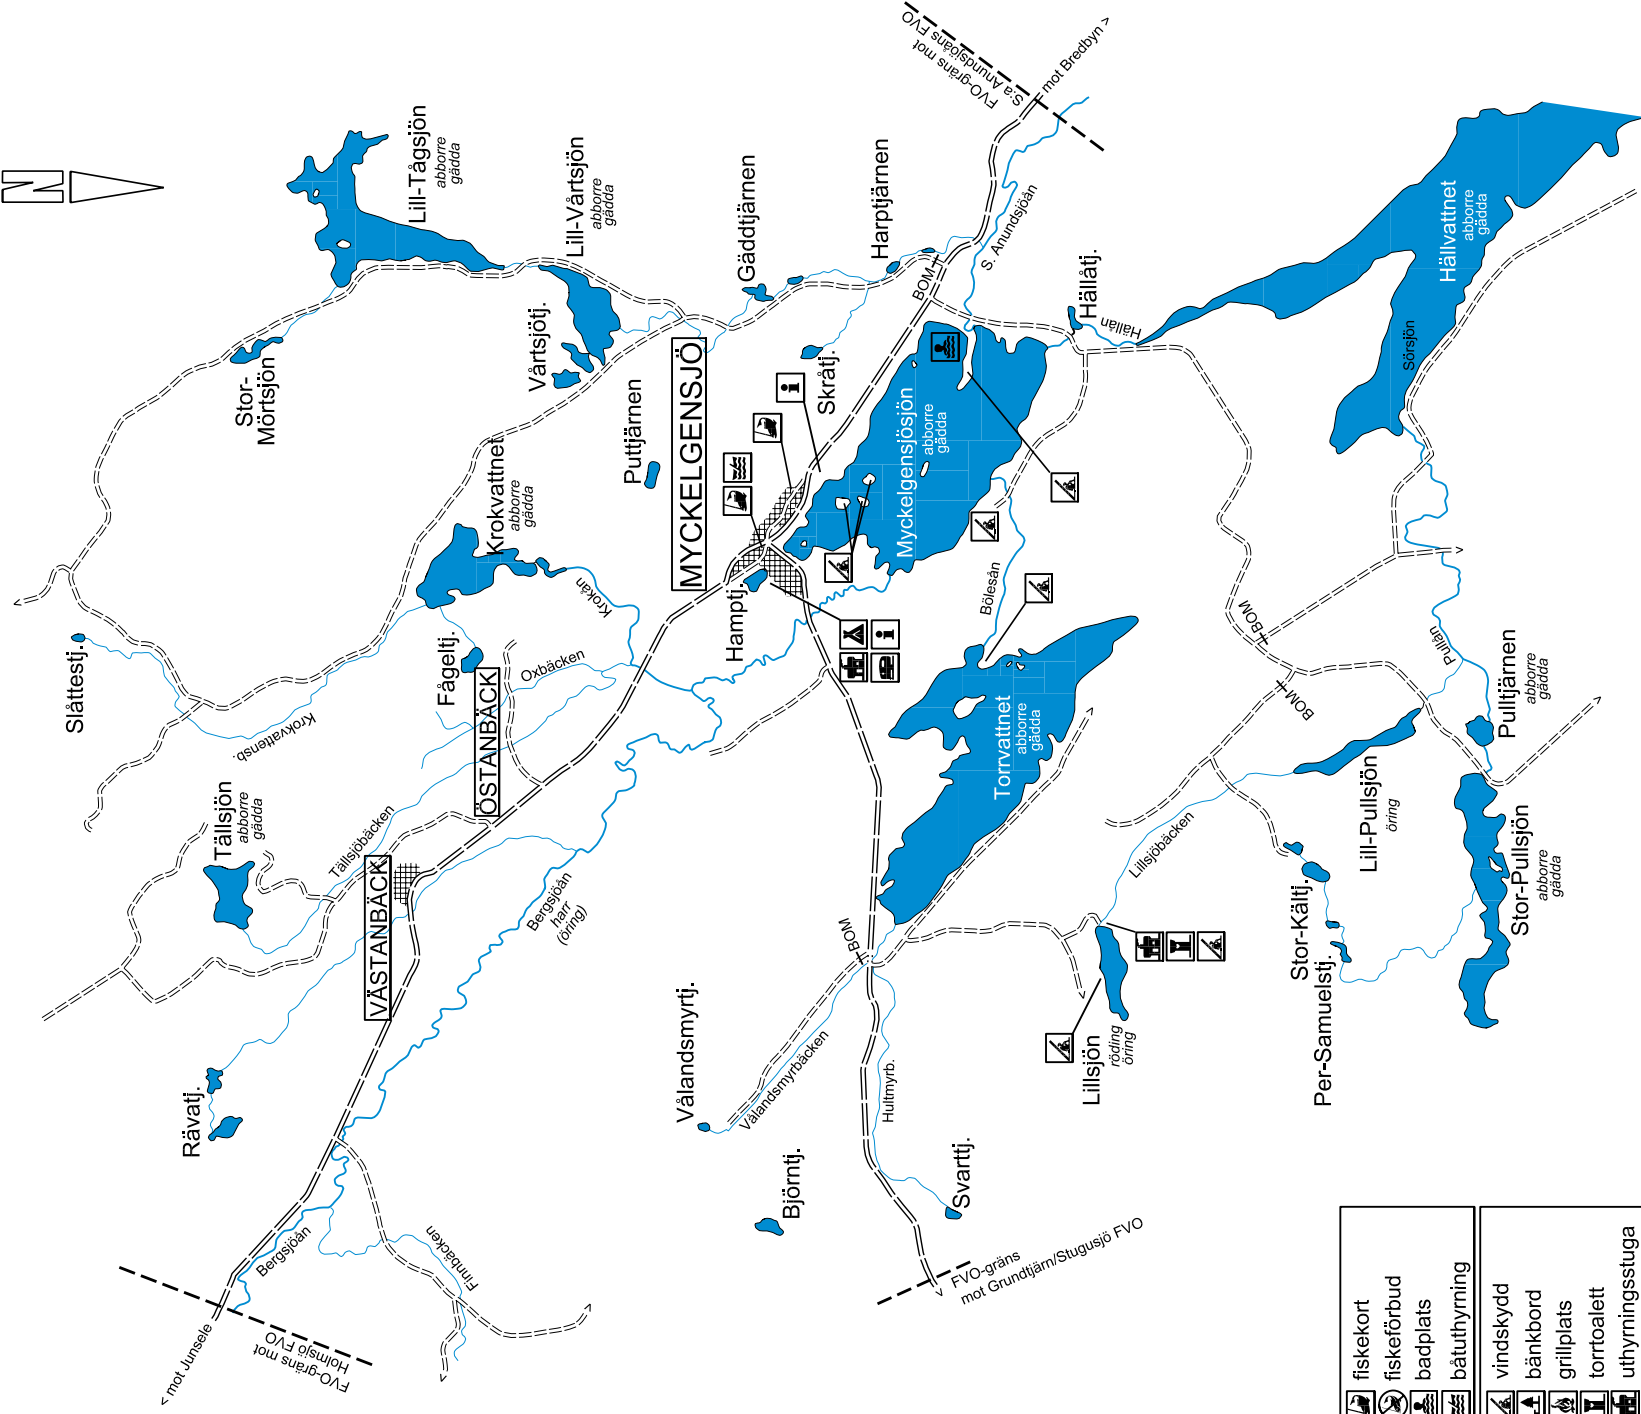 N
FVO-gräns mot
S:a Anundsjöåns FVO
mot Bredbyn >
Lill-Tågsjön
abborre
gädda
Lill-Vårtsjön
abborre
gädda
Gäddtjärnen
Harptjärnen
S. Anundsjöån
BOM
Hällåtj.
Hällån
Hällvattnet
abborre
gädda
Sörsjön
Stor-
Mörtsjön
Vårtsjötj.
Puttjärnen
MYCKELGENSJÖ
Skråtj.
Myckelgensjösjön
abborre
gädda
Krokvattnet
abborre
gädda
Krokån
Hamptj.
Bölesån
Slåttestj.
Fågeltj.
Oxbäcken
ÖSTANBÄCK
Krokvattensb.
Torrvattnet
abborre
gädda
BOM
BOM
Pullån
Pulltjärnen
abborre
gädda
Tällsjön
abborre
gädda
Tällsjöbäcken
VÄSTANBÄCK
Bergsjöån
harr
(öring)
Lillsjöbäcken
Lill-Pullsjön
öring
Stor-Pullsjön
abborre
gädda
BOM
Stor-Kältj.
Per-Samuelstj.
Lillsjön
röding
öring
Rävatj.
Vålandsmyrtj.
Vålandsmyrbäcken
Hultmyrb.
Björntj.
Svarttj.
Bergsjöån
Finnbäcken
FVO-gräns
mot Grundtjärn/Stugusjö FVO
< mot Junsele
FVO-gräns mot
Holmsjö FVO
fiskekort
fiskeförbud
badplats
båtuthyrning
vindskydd
bänkbord
grillplats
torrtoalett
uthyrningsstuga